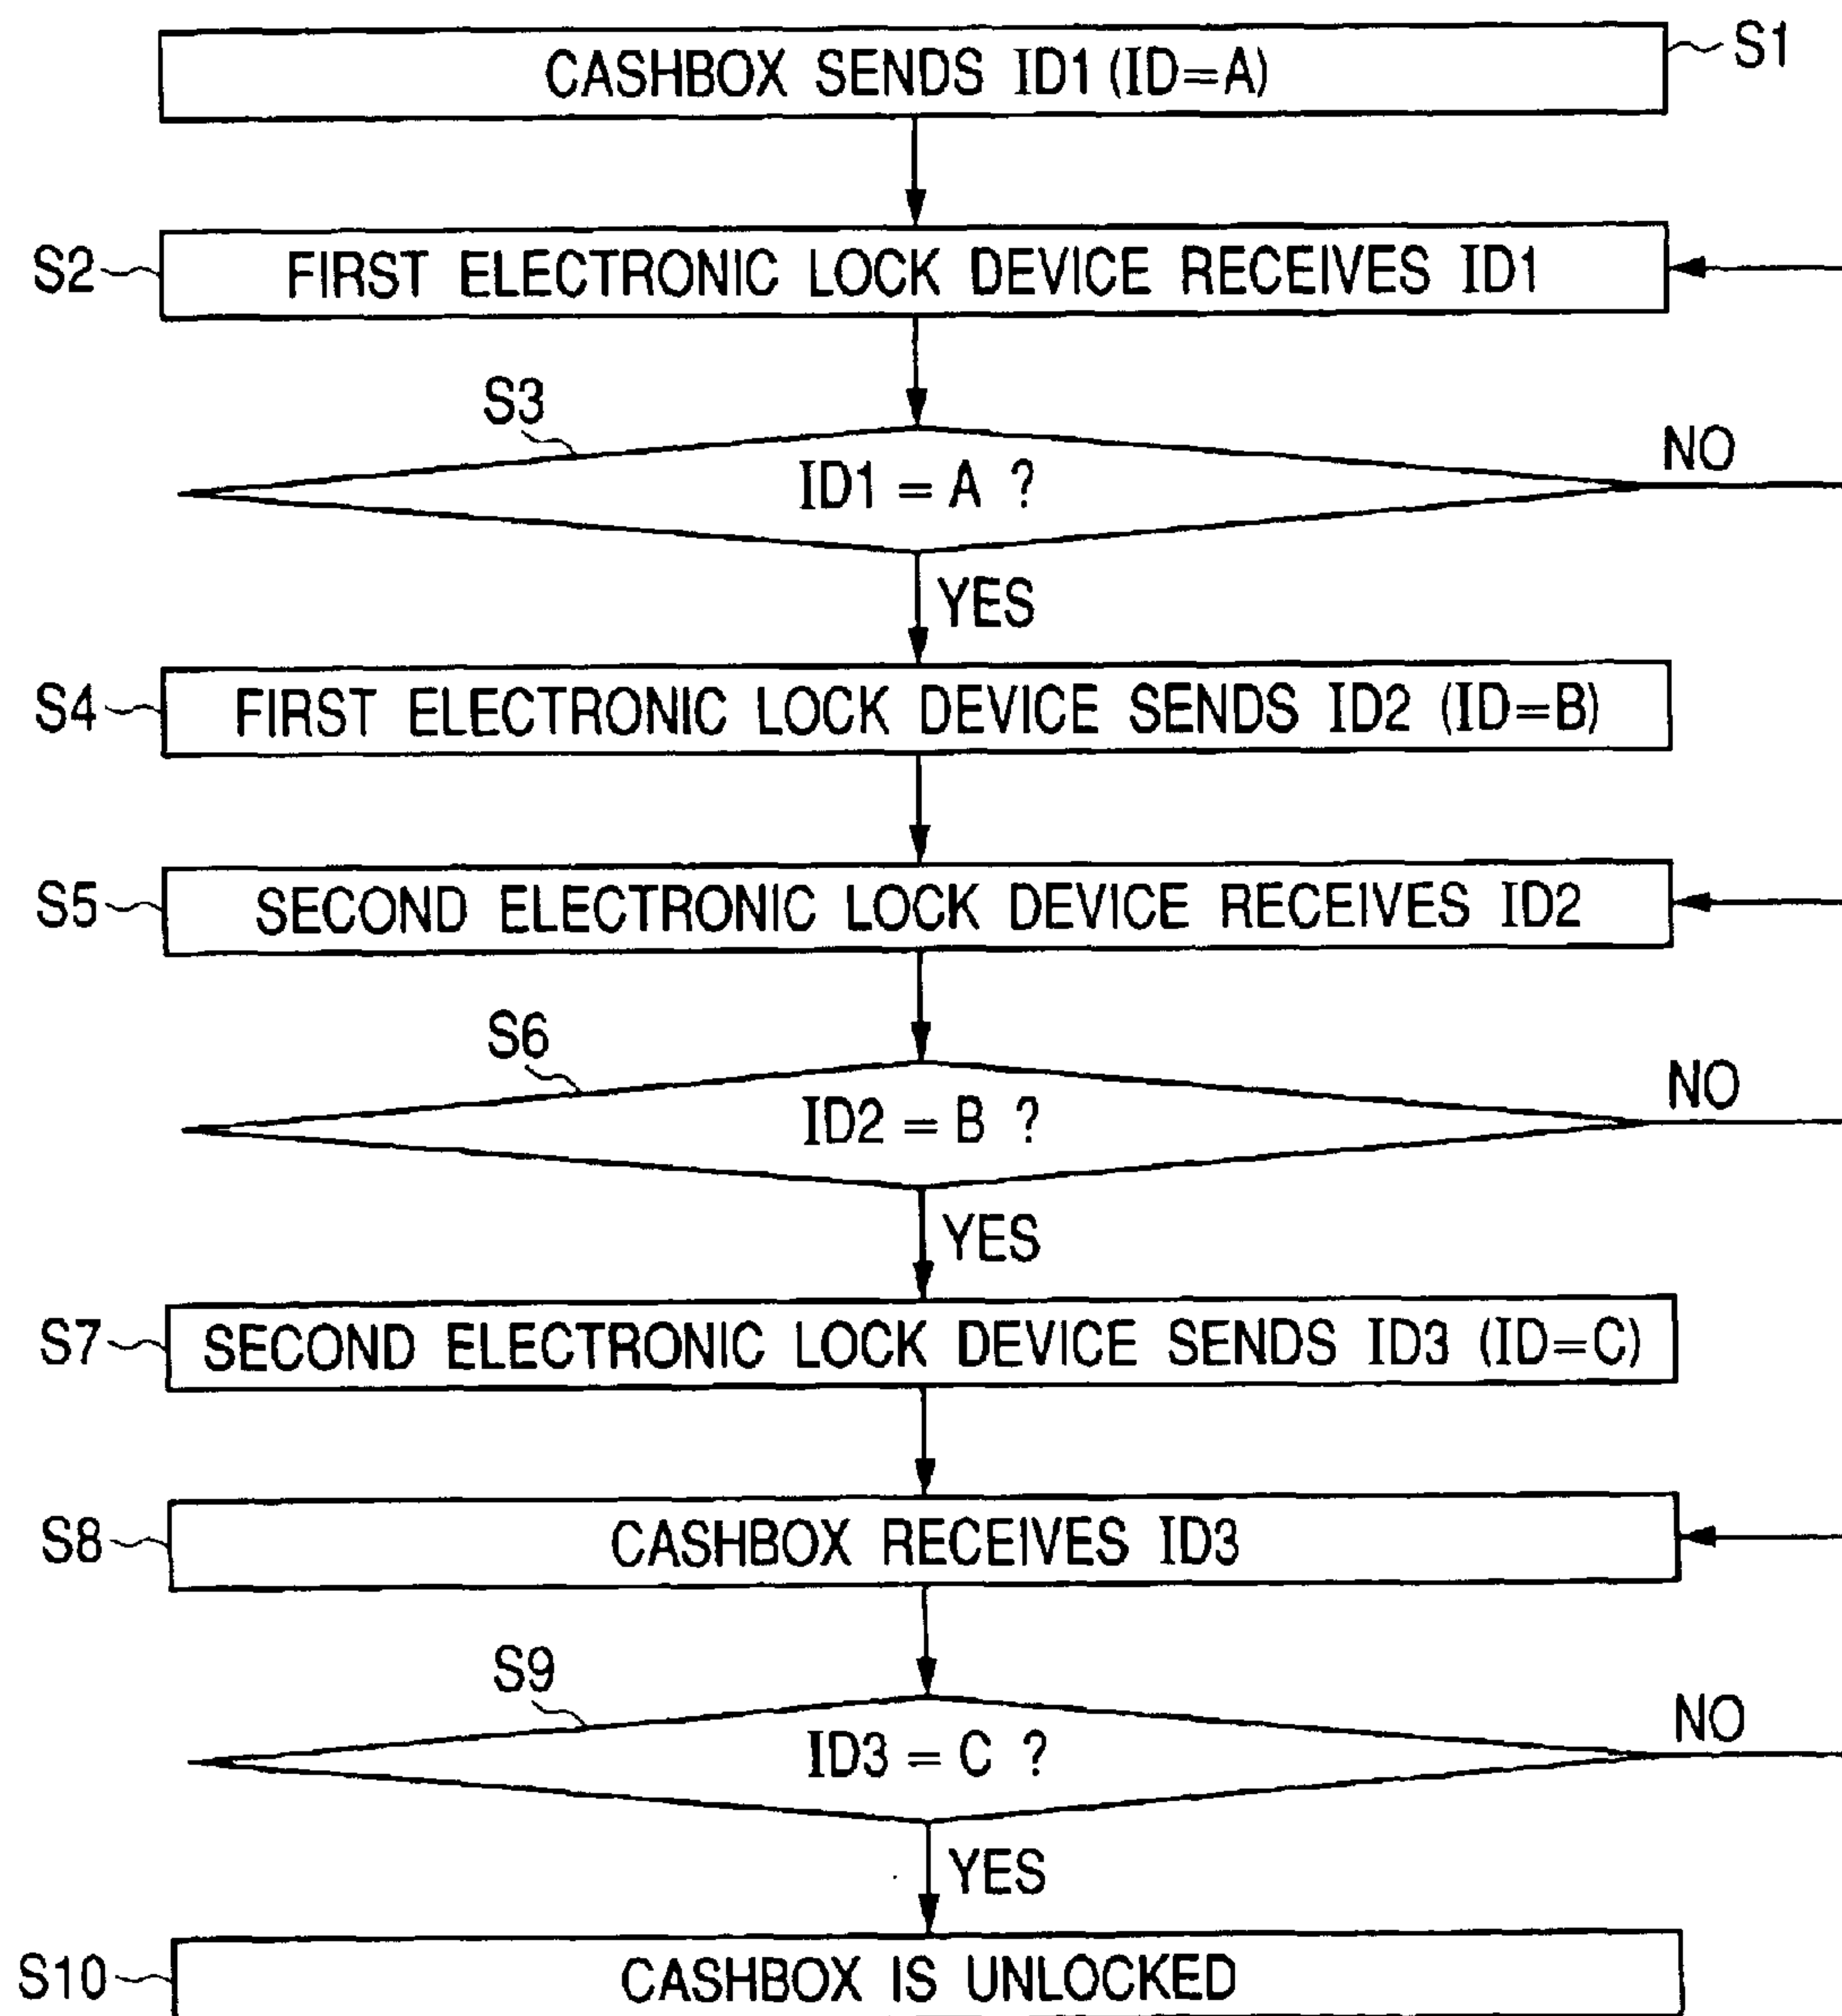 CASHBOX SENDS ID1 (ID=A)
S1
S2
FIRST ELECTRONIC LOCK DEVICE RECEIVES ID1
S3
ID1 = A ?
NO
YES
S4
FIRST ELECTRONIC LOCK DEVICE SENDS ID2 (ID=B)
S5
SECOND ELECTRONIC LOCK DEVICE RECEIVES ID2
S6
ID2 = B ?
NO
YES
S7
SECOND ELECTRONIC LOCK DEVICE SENDS ID3 (ID=C)
S8
CASHBOX RECEIVES ID3
S9
ID3 = C ?
NO
YES
S10
CASHBOX IS UNLOCKED